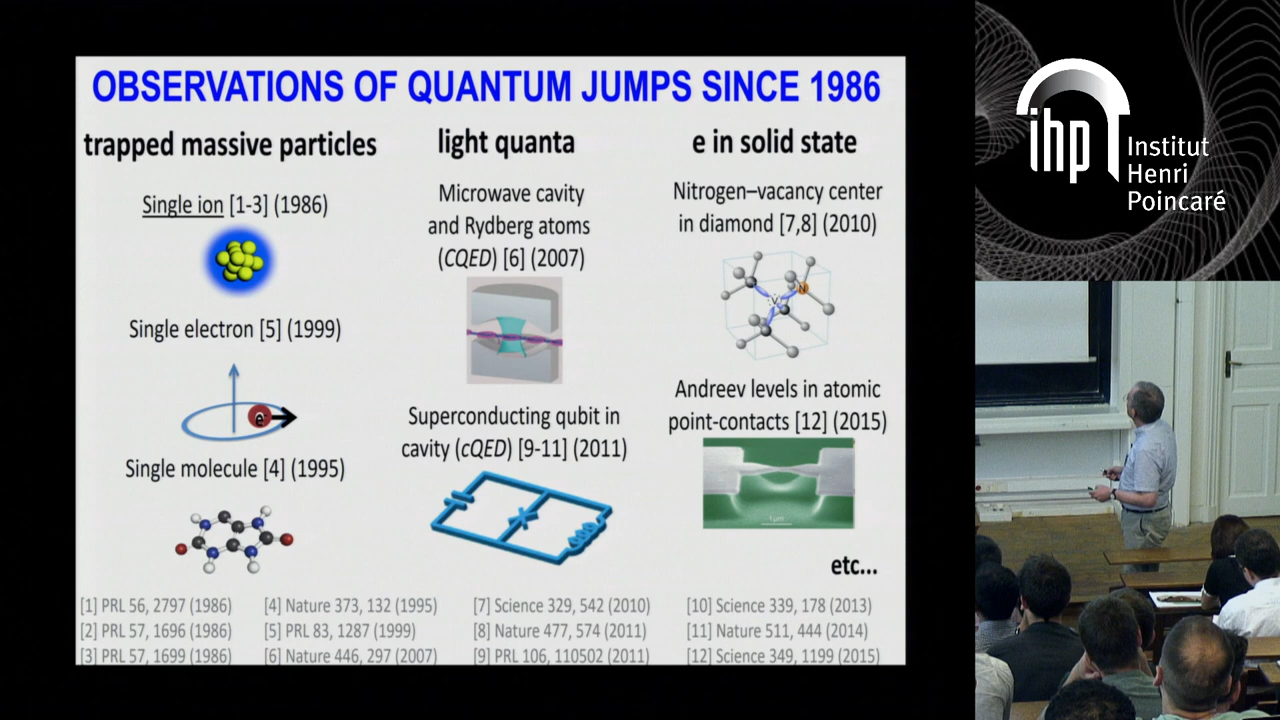 OBSERVATIONS OF QUANTUM JUMPS SINCE 1986
trapped massive particles
Single ion [1-3] (1986)
Single electron [5] (1999)
e
Single molecule [4] (1995)
light quanta
Microwave cavity
and Rydberg atoms
(CQED) [6] (2007)
Superconducting qubit in
cavity (cQED) [9-11] (2011)
e in solid state
Nitrogen–vacancy center
in diamond [7,8] (2010)
V
N
Andreev levels in atomic
point-contacts [12] (2015)
etc...
[1] PRL 56, 2797 (1986)
[2] PRL 57, 1696 (1986)
[3] PRL 57, 1699 (1986)
[4] Nature 373, 132 (1995)
[5] PRL 83, 1287 (1999)
[6] Nature 446, 297 (2007)
[7] Science 329, 542 (2010)
[8] Nature 477, 574 (2011)
[9] PRL 106, 110502 (2011)
[10] Science 339, 178 (2013)
[11] Nature 511, 444 (2014)
[12] Science 349, 1199 (2015)
ihp
Institut
Henri
Poincaré